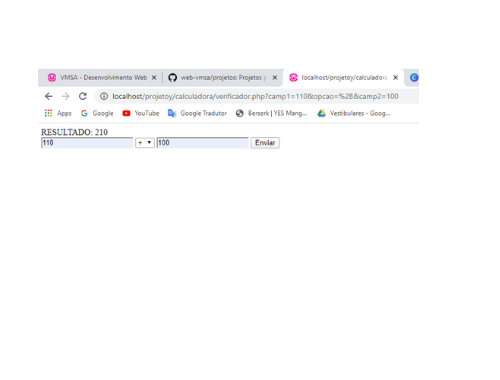 VMSA - Desenvolvimento Web
web-vmsa/projetos: Projetos p
localhost/projetoy/calculadora
localhost/projetoy/calculadora/verificador.php?camp1=110&opcao=%2B&camp2=100
Apps Google YouTube Google Tradutor Berserk | YES Mang... Vestibulares - Goog...
RESULTADO: 210
110 + 100 Enviar